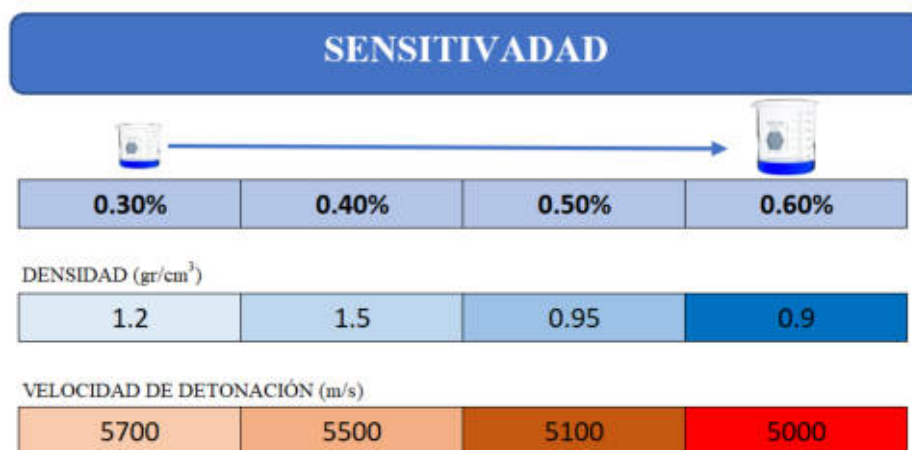 SENSITIVADAD
0.30% 0.40% 0.50% 0.60%
DENSIDAD (gr/cm³)
1.2 1.5 0.95 0.9
VELOCIDAD DE DETONACIÓN (m/s)
5700 5500 5100 5000